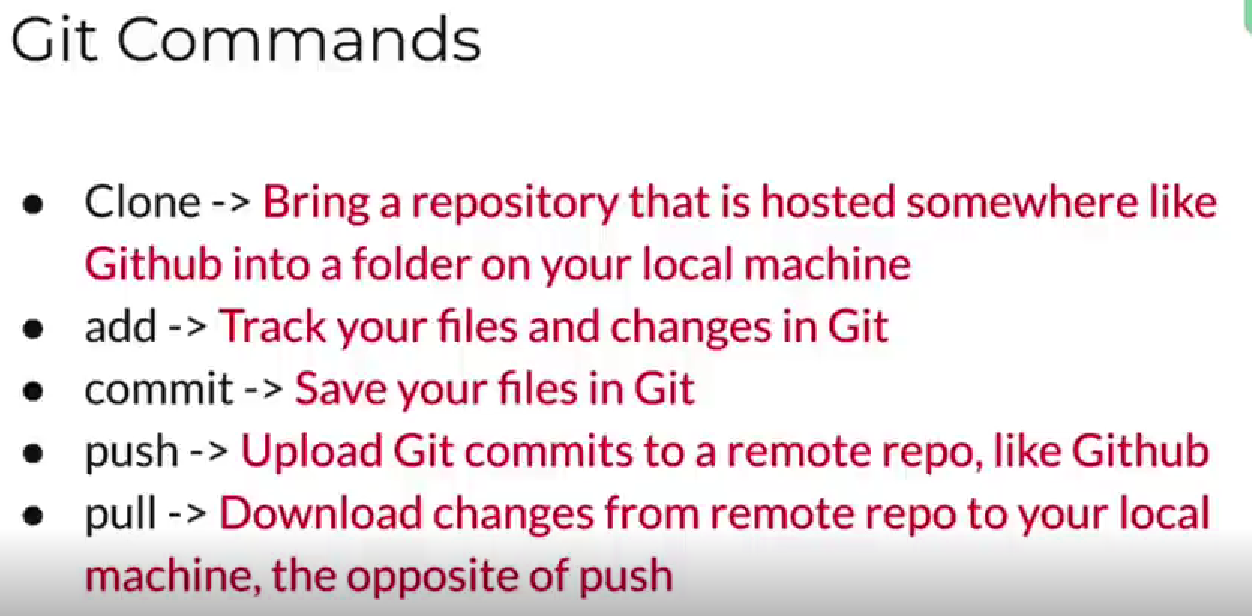 Git Commands
● Clone -> Bring a repository that is hosted somewhere like
Github into a folder on your local machine
● add -> Track your files and changes in Git
● commit -> Save your files in Git
● push -> Upload Git commits to a remote repo, like Github
● pull -> Download changes from remote repo to your local
machine, the opposite of push